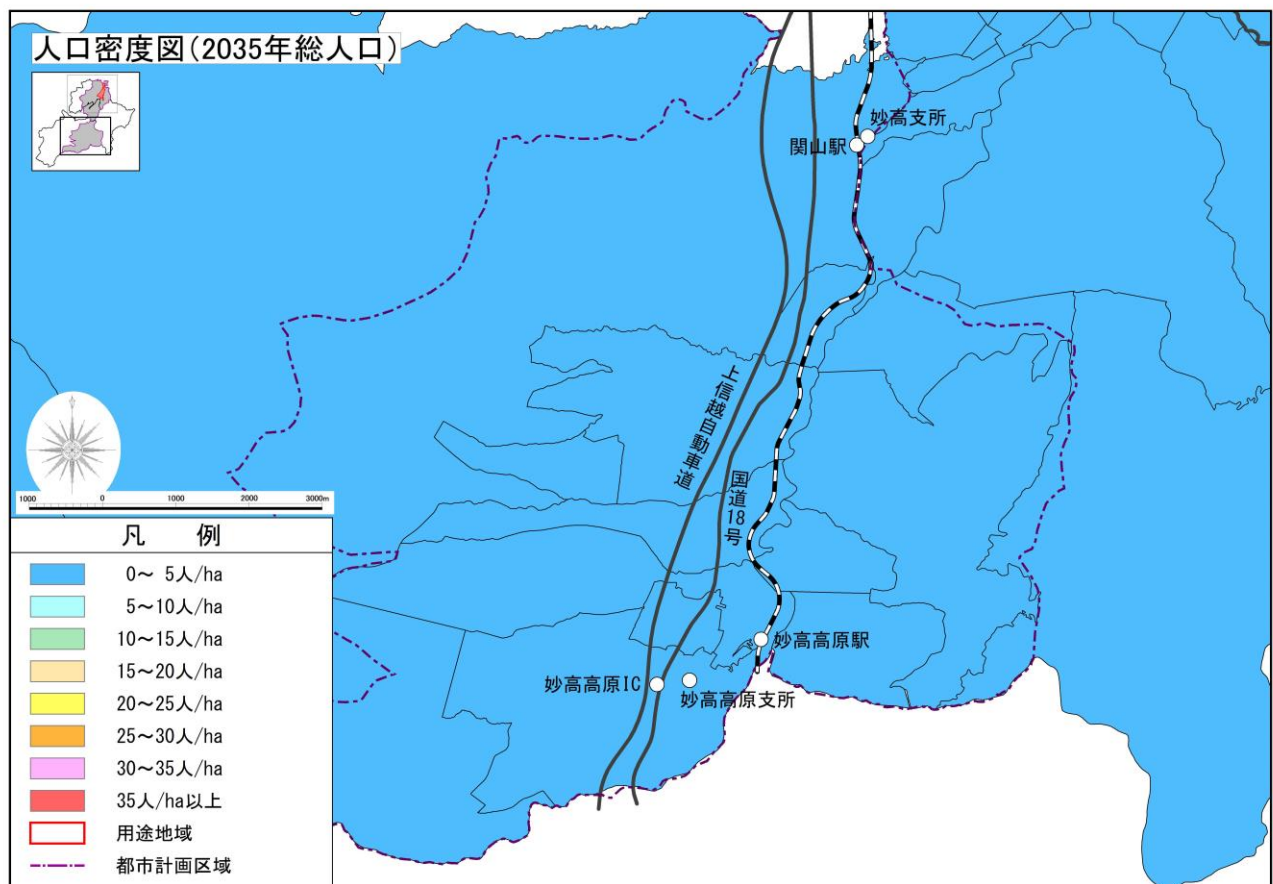 人口密度図(2035年総人口)
妙高支所
関山駅
上信越自動車道
国道18号
妙高高原駅
妙高高原IC
妙高高原支所
1000 0 1000 2000 3000m
凡 例
0～ 5人/ha
5～10人/ha
10～15人/ha
15～20人/ha
20～25人/ha
25～30人/ha
30～35人/ha
35人/ha以上
用途地域
都市計画区域